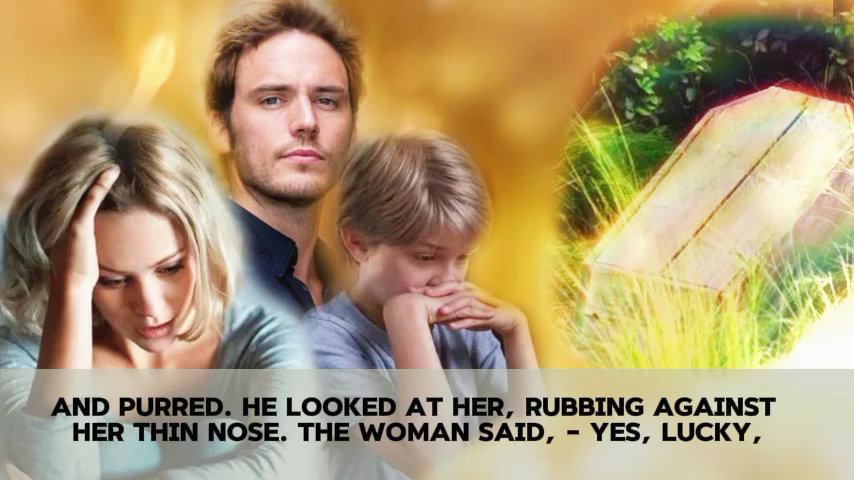 AND PURRED. HE LOOKED AT HER, RUBBING AGAINST
HER THIN NOSE. THE WOMAN SAID, - YES, LUCKY,